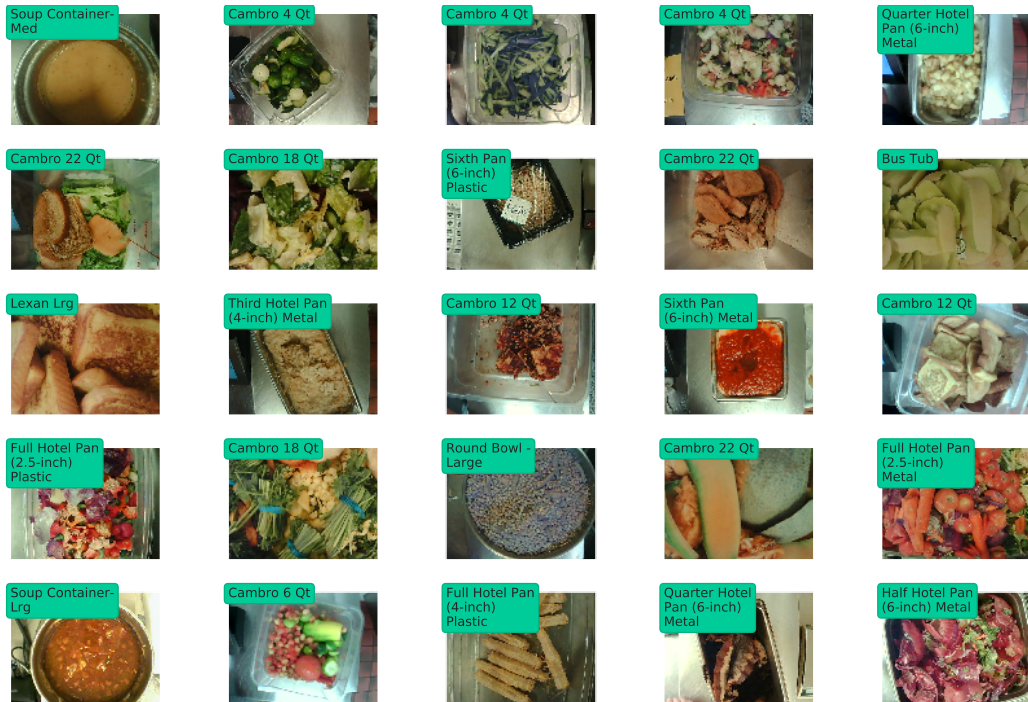 Soup Container-
Med
Cambro 4 Qt
Cambro 4 Qt
Cambro 4 Qt
Quarter Hotel
Pan (6-inch)
Metal
Cambro 22 Qt
Cambro 18 Qt
Sixth Pan
(6-inch)
Plastic
Cambro 22 Qt
Bus Tub
Lexan Lrg
Third Hotel Pan
(4-inch) Metal
Cambro 12 Qt
Sixth Pan
(6-inch) Metal
Cambro 12 Qt
Full Hotel Pan
(2.5-inch)
Plastic
Cambro 18 Qt
Round Bowl -
Large
Cambro 22 Qt
Full Hotel Pan
(2.5-inch)
Metal
Soup Container-
Lrg
Cambro 6 Qt
Full Hotel Pan
(4-inch)
Plastic
Quarter Hotel
Pan (6-inch)
Metal
Half Hotel Pan
(6-inch) Metal